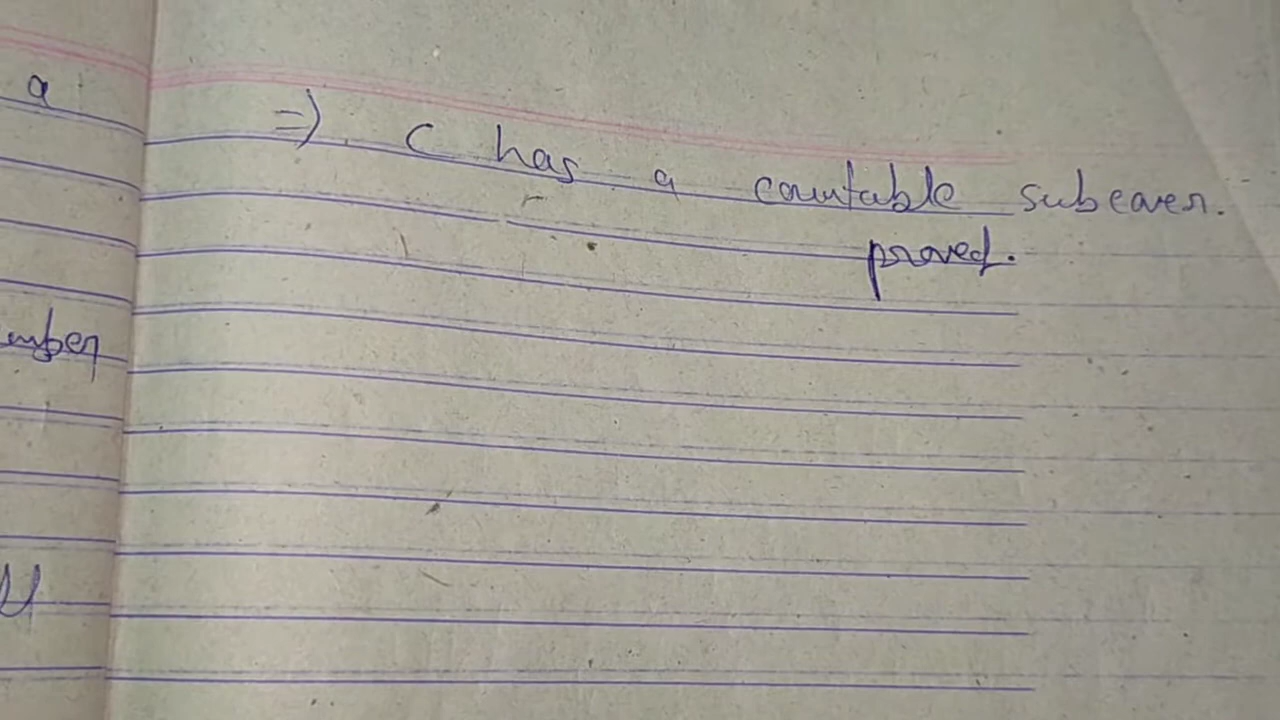 a
=) C has a countable subcover.
proved.